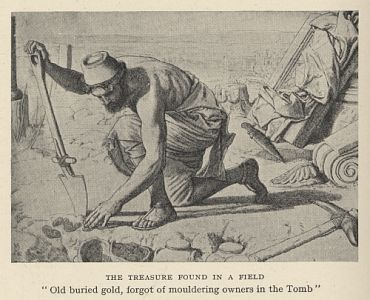 THE TREASURE FOUND IN A FIELD
"Old buried gold, forgot of mouldering owners in the Tomb"